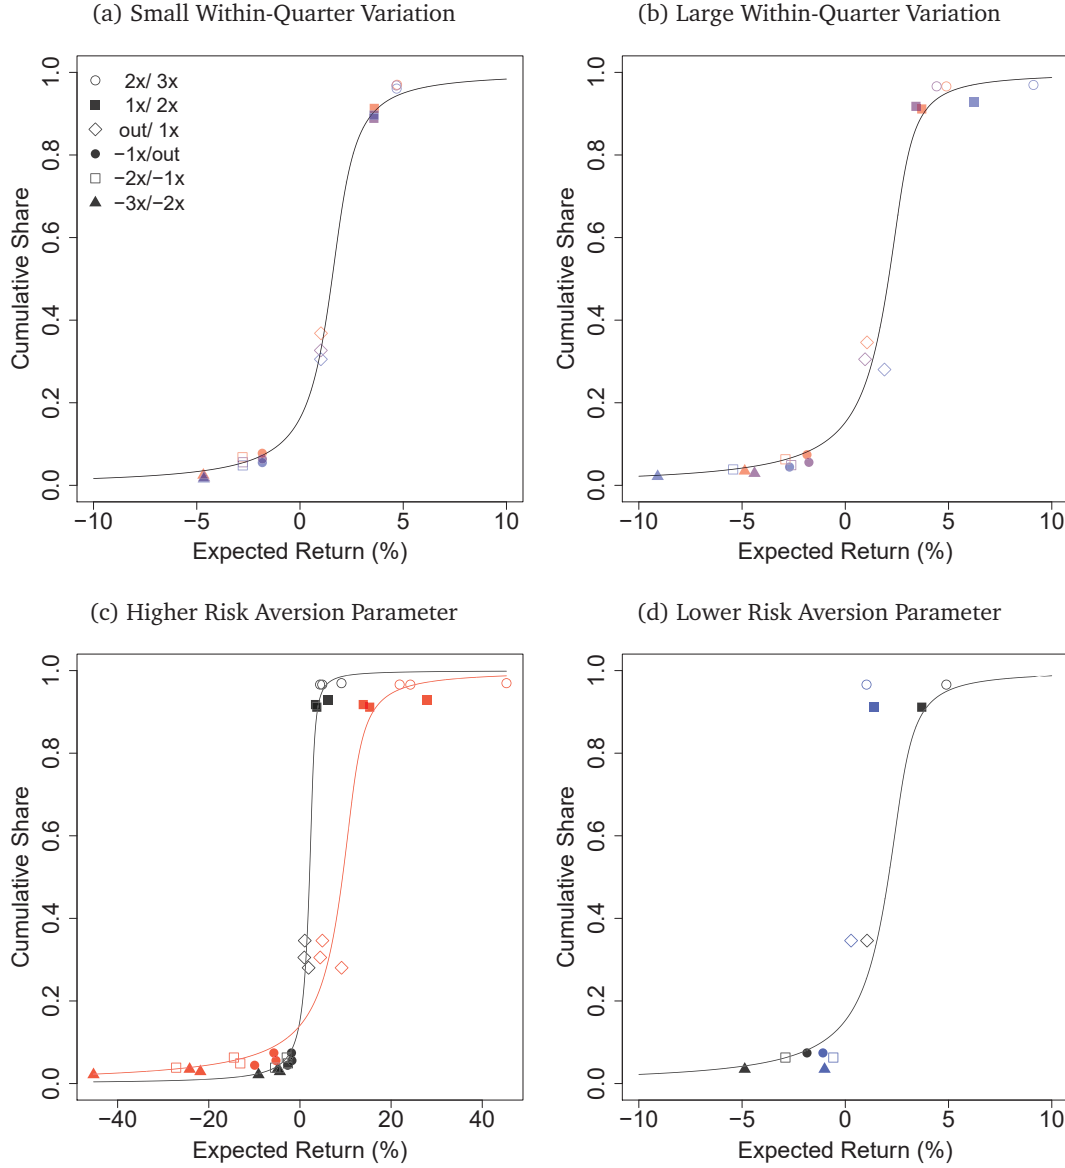 (a) Small Within-Quarter Variation
1.0
0.8
0.6
0.4
0.2
0.0
Cumulative Share
2x/ 3x
1x/ 2x
out/ 1x
−1x/out
−2x/−1x
−3x/−2x
−10 −5 0 5 10
Expected Return (%)
(b) Large Within-Quarter Variation
1.0
0.8
0.6
0.4
0.2
0.0
Cumulative Share
−10 −5 0 5 10
Expected Return (%)
(c) Higher Risk Aversion Parameter
1.0
0.8
0.6
0.4
0.2
0.0
Cumulative Share
−40 −20 0 20 40
Expected Return (%)
(d) Lower Risk Aversion Parameter
1.0
0.8
0.6
0.4
0.2
0.0
Cumulative Share
−10 −5 0 5 10
Expected Return (%)